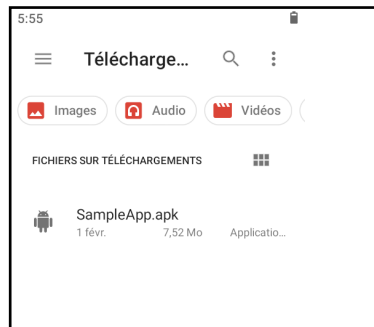 5:55
Télécharge...
Images Audio Vidéos
FICHIERS SUR TÉLÉCHARGEMENTS
SampleApp.apk
1 févr. 7,52 Mo Applicatio...